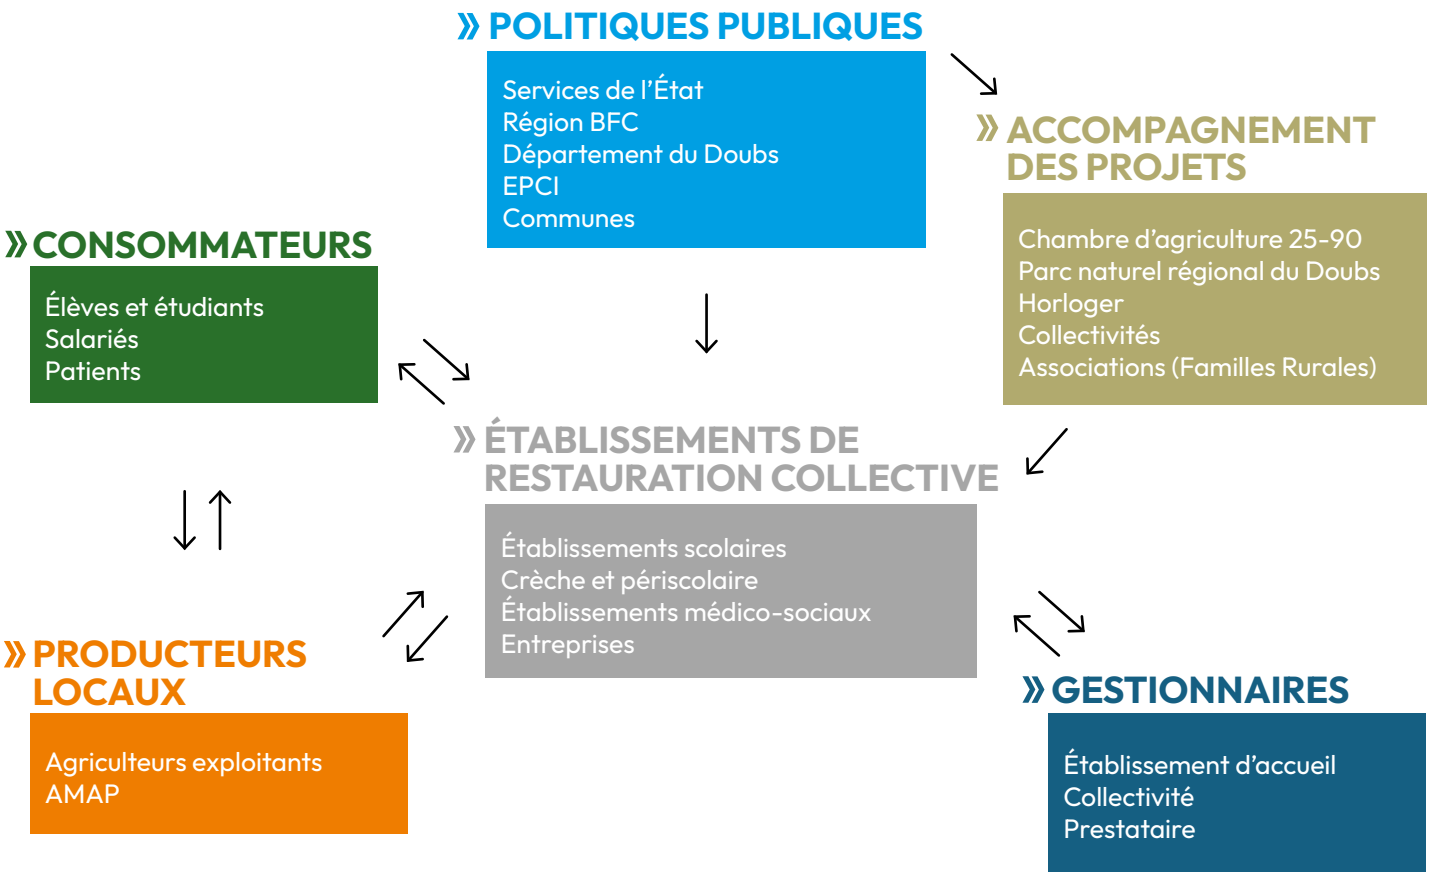 » POLITIQUES PUBLIQUES
Services de l’État
Région BFC
Département du Doubs
EPCI
Communes
» ACCOMPAGNEMENT
DES PROJETS
Chambre d’agriculture 25-90
Parc naturel régional du Doubs
Horloger
Collectivités
Associations (Familles Rurales)
» CONSOMMATEURS
Élèves et étudiants
Salariés
Patients
» ÉTABLISSEMENTS DE
RESTAURATION COLLECTIVE
Établissements scolaires
Crèche et périscolaire
Établissements médico-sociaux
Entreprises
» PRODUCTEURS
LOCAUX
Agriculteurs exploitants
AMAP
» GESTIONNAIRES
Établissement d’accueil
Collectivité
Prestataire